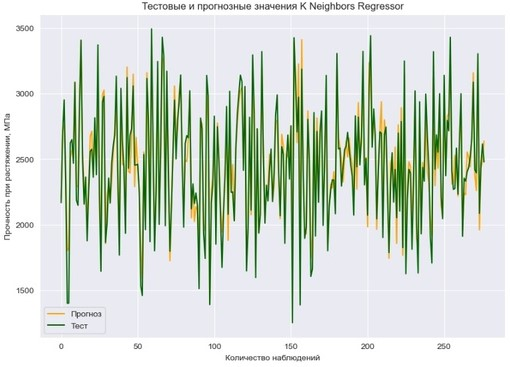 Тестовые и прогнозные значения K Neighbors Regressor
Прочность при растяжении, МПа
3500
3000
2500
2000
1500
Прогноз
Тест
0
50
100
150
200
250
Количество наблюдений